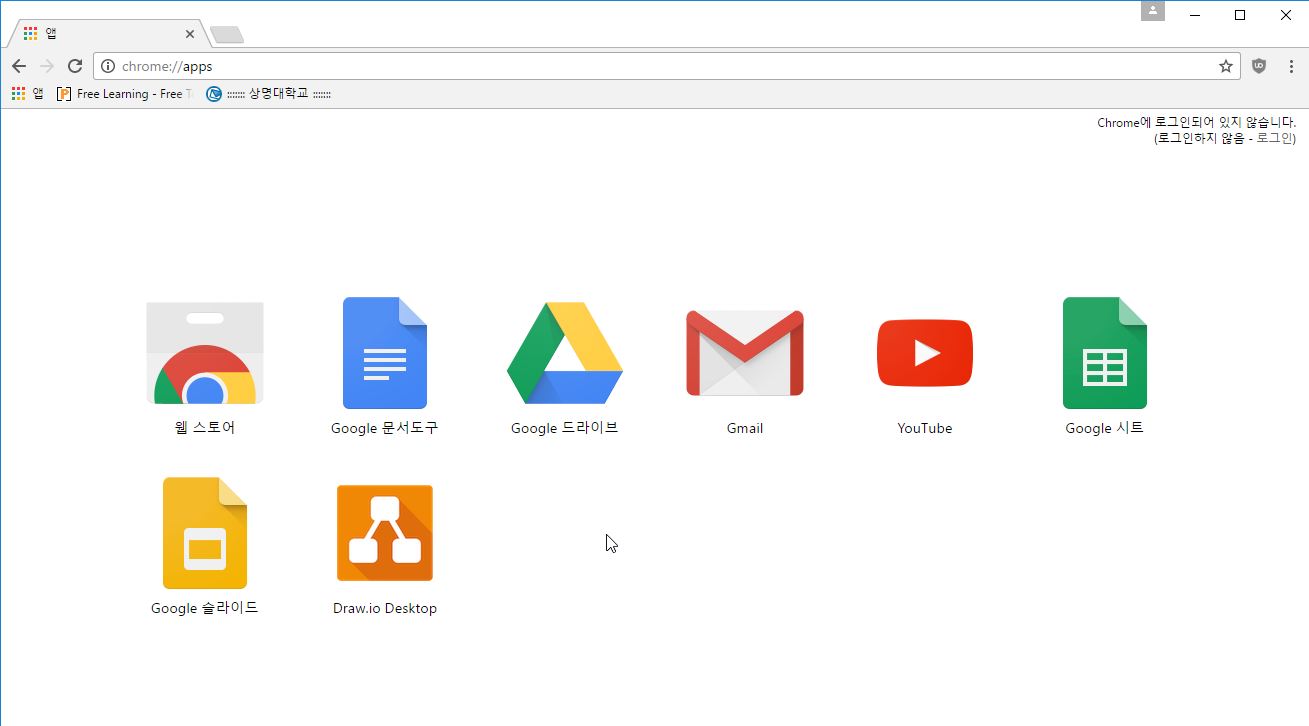 앱
chrome://apps
앱
Free Learning - Free
::::::: 상명대학교 :::::::
Chrome에 로그인되어 있지 않습니다.
(로그인하지 않음 - 로그인)
웹 스토어
Google 문서도구
Google 드라이브
Gmail
YouTube
Google 시트
Google 슬라이드
Draw.io Desktop